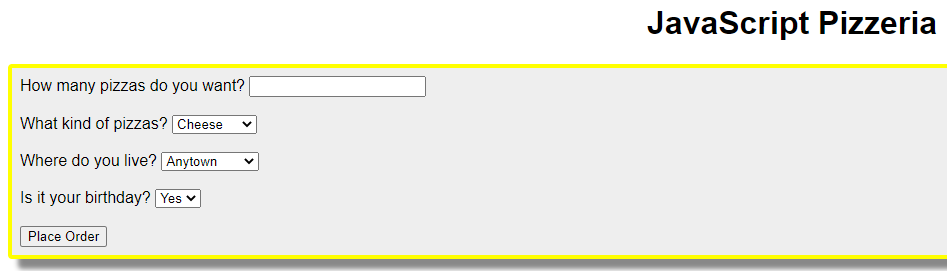 JavaScript Pizzeria
How many pizzas do you want?
What kind of pizzas? Cheese
Where do you live? Anytown
Is it your birthday? Yes
Place Order